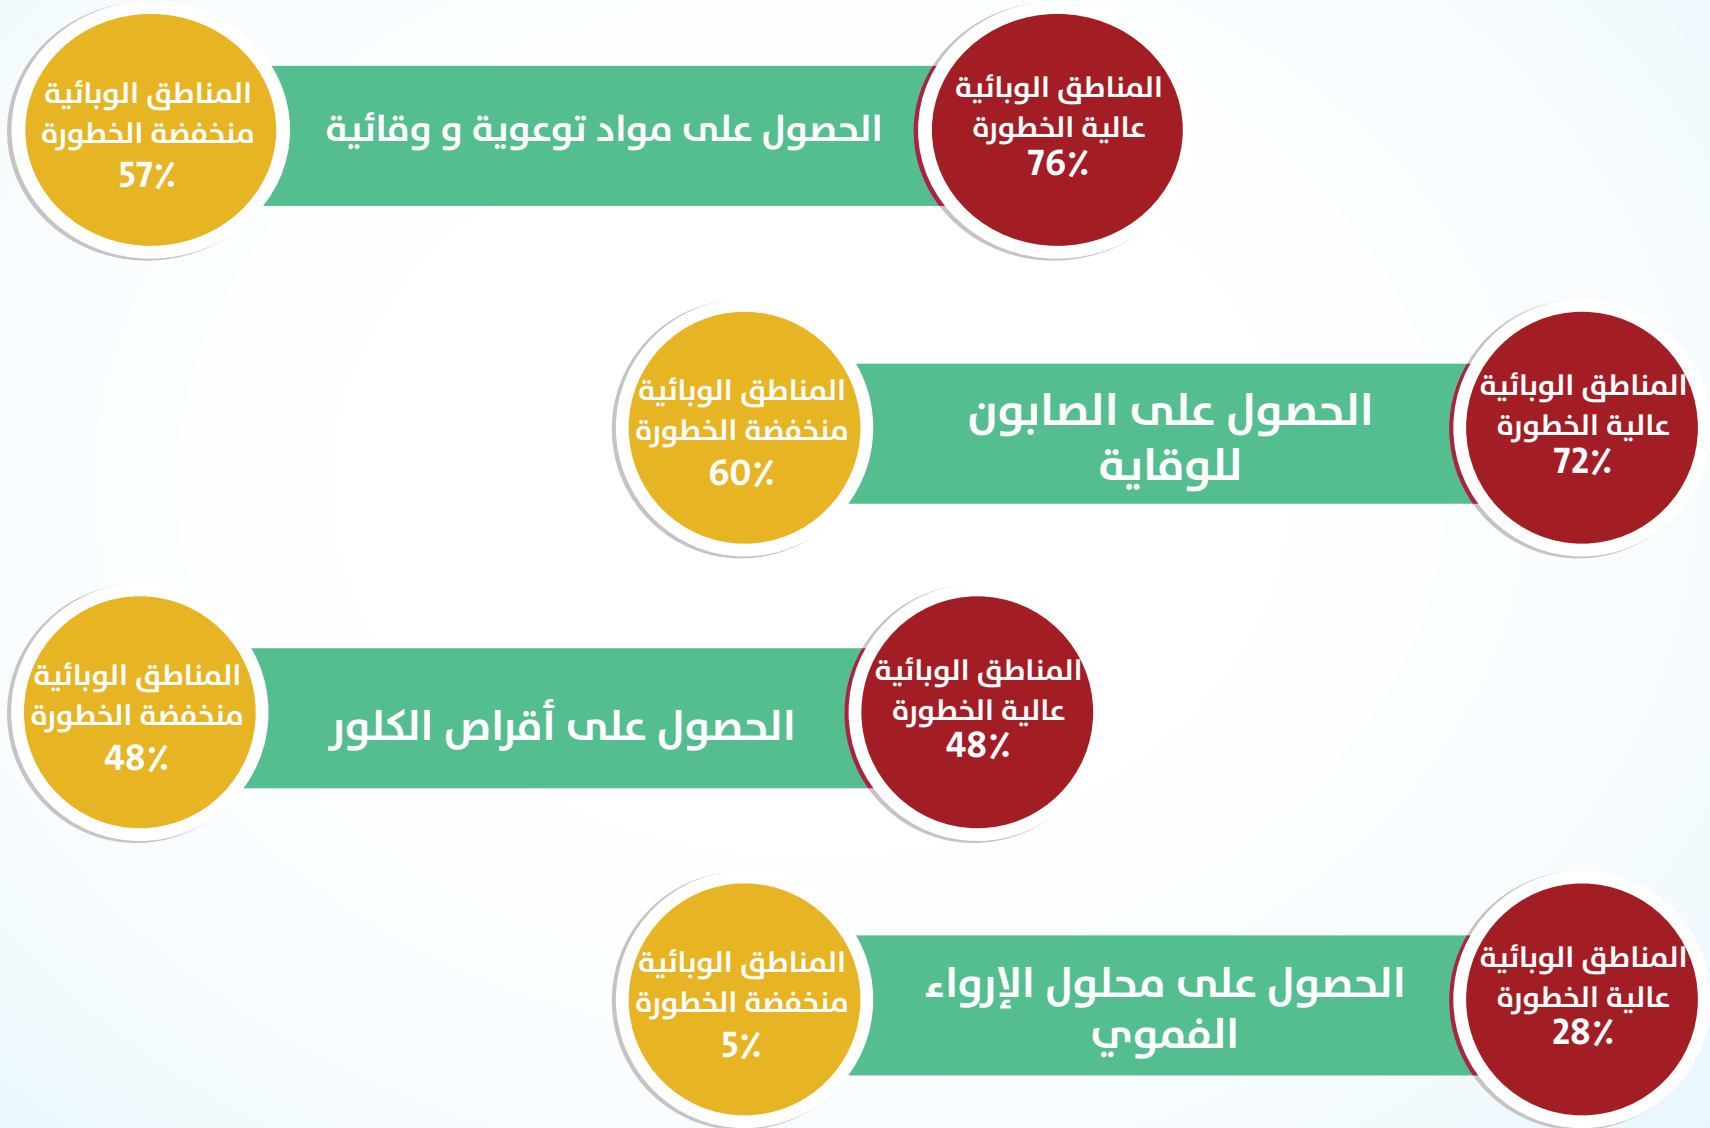 المناطق الوبائية
عالية الخطورة
76٪
الحصول على مواد توعوية و وقائية
المناطق الوبائية
منخفضة الخطورة
57٪
المناطق الوبائية
عالية الخطورة
72٪
الحصول على الصابون
للوقاية
المناطق الوبائية
منخفضة الخطورة
60٪
المناطق الوبائية
عالية الخطورة
48٪
الحصول على أقراص الكلور
المناطق الوبائية
منخفضة الخطورة
48٪
المناطق الوبائية
عالية الخطورة
28٪
الحصول على محلول الإرواء
الفموي
المناطق الوبائية
منخفضة الخطورة
5٪